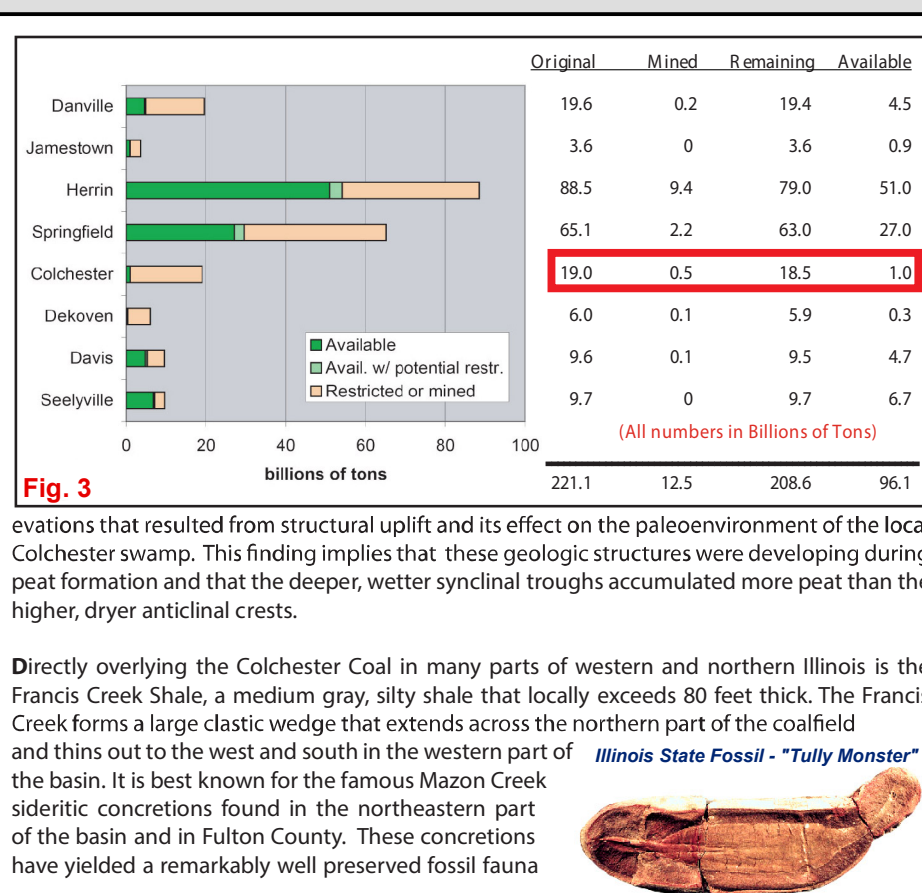 Original Mined Remaining Available
Danville 19.6 0.2 19.4 4.5
Jamestown 3.6 0 3.6 0.9
Herrin 88.5 9.4 79.0 51.0
Springfield 65.1 2.2 63.0 27.0
Colchester 19.0 0.5 18.5 1.0
Dekoven 6.0 0.1 5.9 0.3
Davis 9.6 0.1 9.5 4.7
Seelyville 9.7 0 9.7 6.7
Available
Avail. w/ potential restr.
Restricted or mined
(All numbers in Billions of Tons)
0 20 40 60 80 100
billions of tons
Fig. 3
221.1 12.5 208.6 96.1
evations that resulted from structural uplift and its effect on the paleoenvironment of the loca
Colchester swamp. This finding implies that these geologic structures were developing during
peat formation and that the deeper, wetter synclinal troughs accumulated more peat than the
higher, dryer anticlinal crests.
Directly overlying the Colchester Coal in many parts of western and northern Illinois is the
Francis Creek Shale, a medium gray, silty shale that locally exceeds 80 feet thick. The Francis
Creek forms a large clastic wedge that extends across the northern part of the coalfield
and thins out to the west and south in the western part of
the basin. It is best known for the famous Mazon Creek
sideritic concretions found in the northeastern part
of the basin and in Fulton County. These concretions
have yielded a remarkably well preserved fossil fauna
Illinois State Fossil - "Tully Monster"